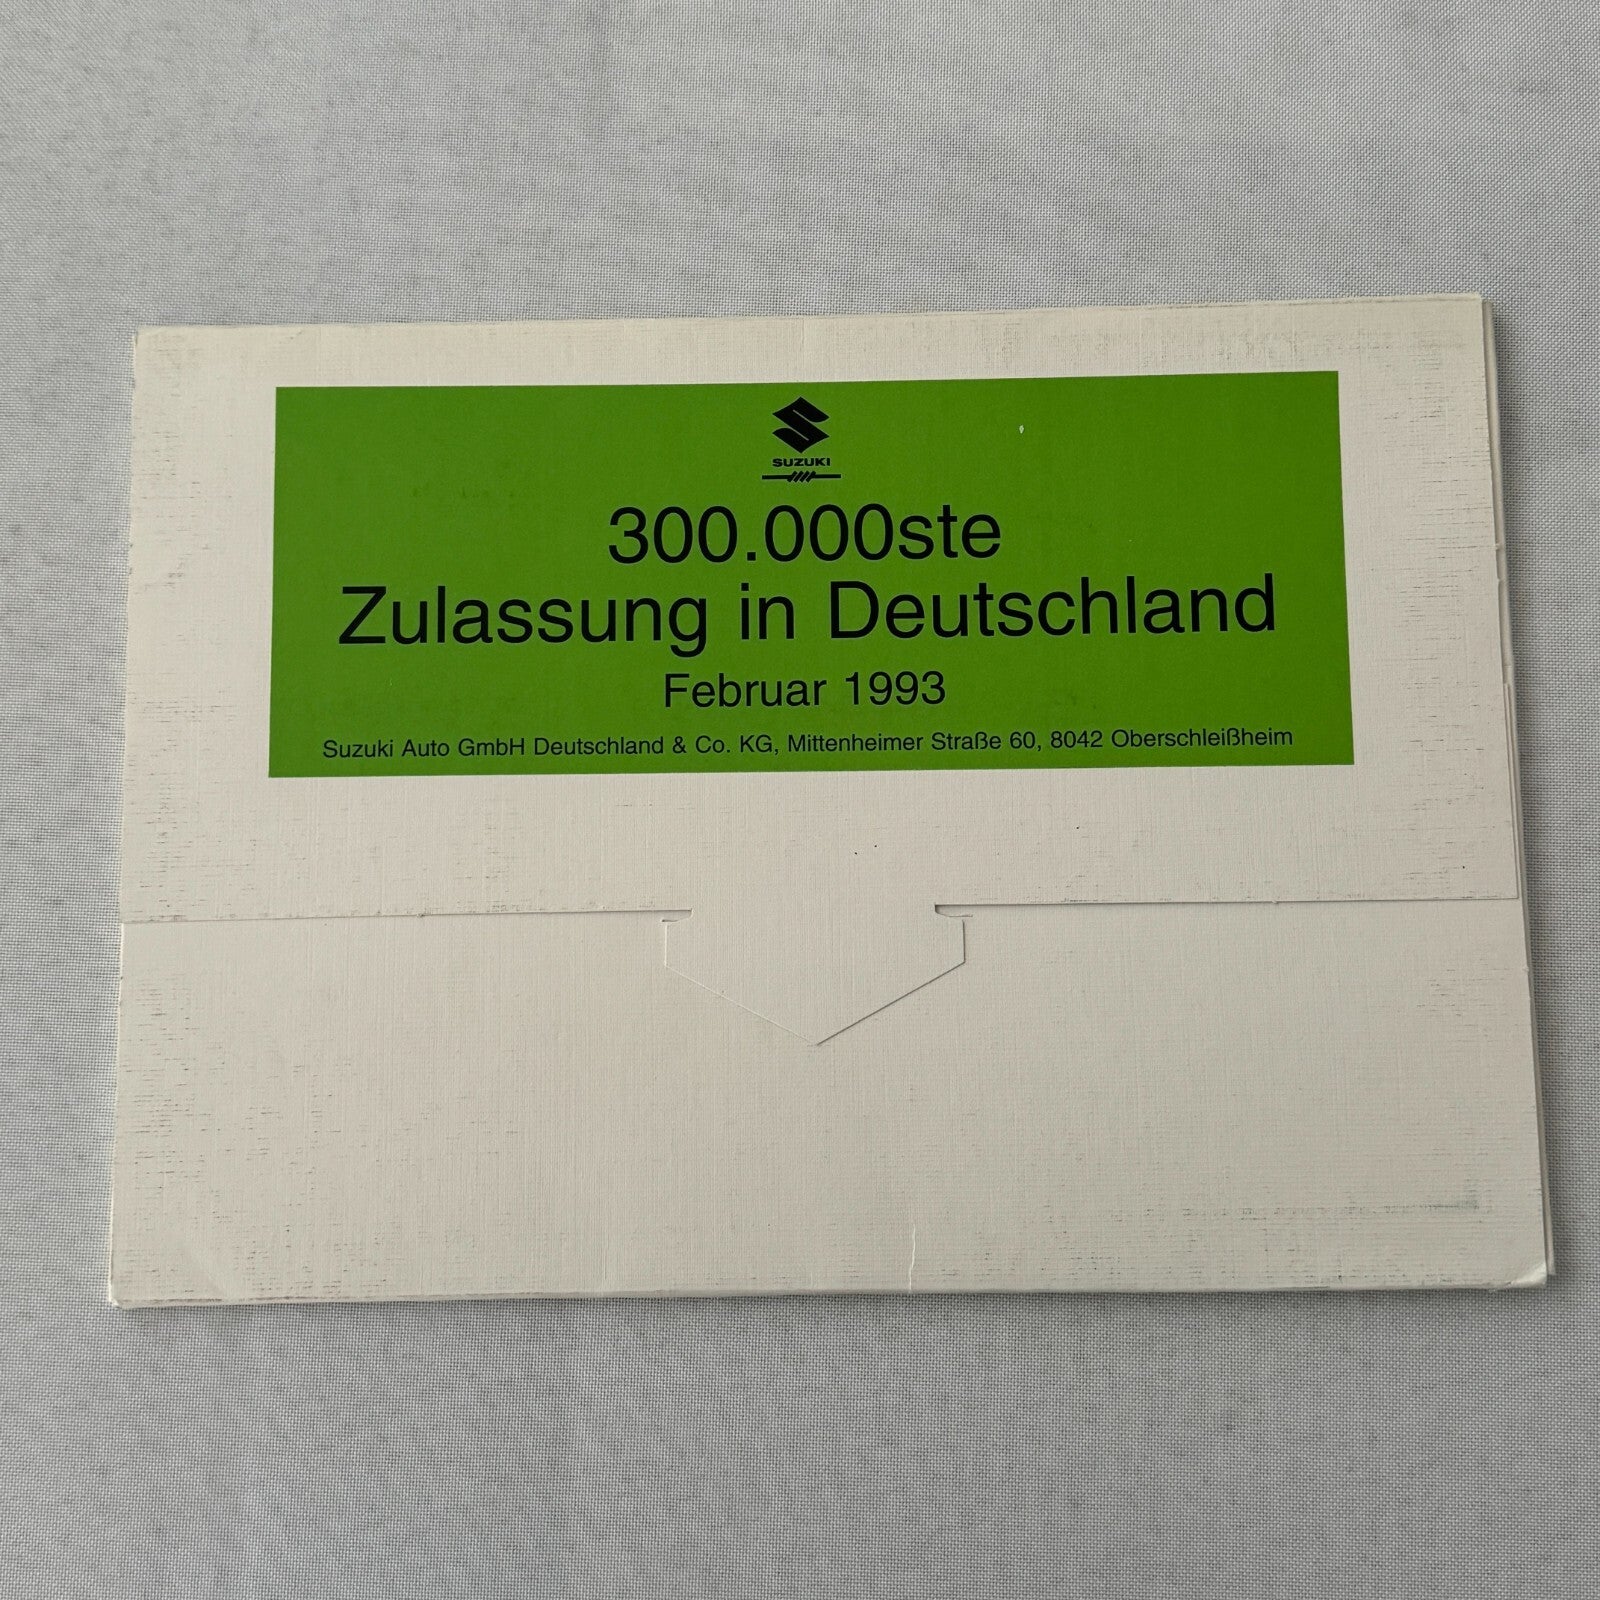 SUZUKI
300.000ste
Zulassung in Deutschland
Februar 1993
Suzuki Auto GmbH Deutschland & Co. KG, Mittenheimer Straße 60, 8042 Oberschleißheim